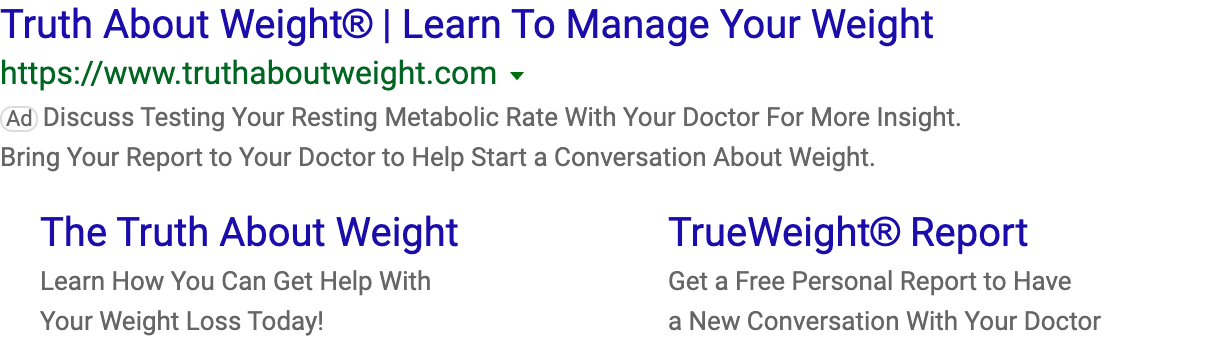 Truth About Weight® | Learn To Manage Your Weight
https://www.truthaboutweight.com
Ad Discuss Testing Your Resting Metabolic Rate With Your Doctor For More Insight.
Bring Your Report to Your Doctor to Help Start a Conversation About Weight.
The Truth About Weight
Learn How You Can Get Help With
Your Weight Loss Today!
TrueWeight® Report
Get a Free Personal Report to Have
a New Conversation With Your Doctor